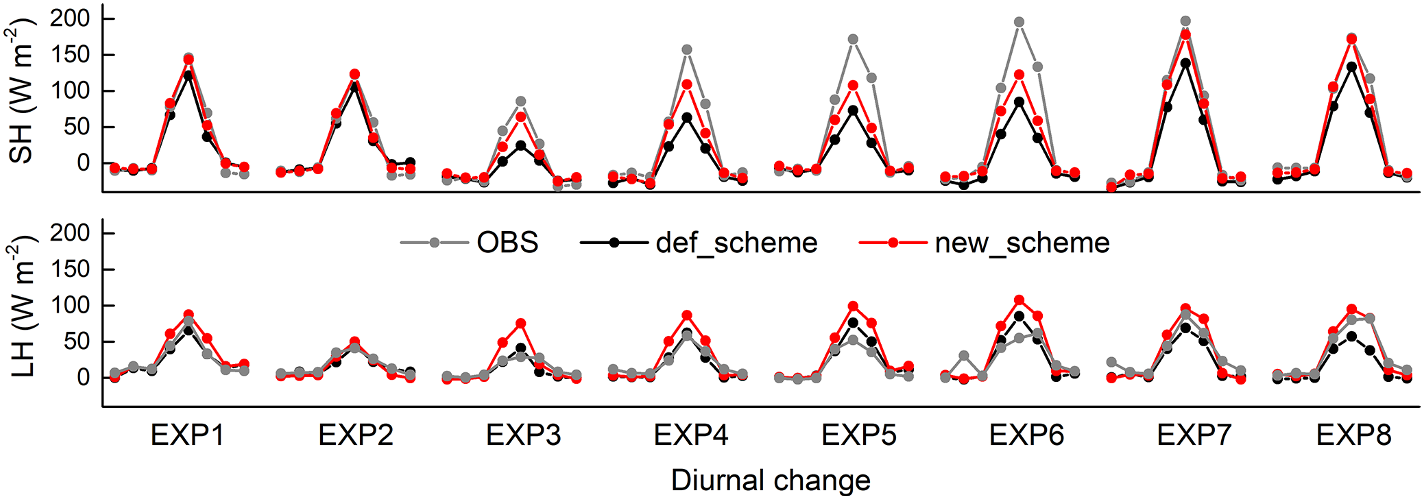 SH (W m-2)
200
150
100
50
0
LH (W m-2)
200
150
100
50
0
OBS def_scheme new_scheme
EXP1 EXP2 EXP3 EXP4 EXP5 EXP6 EXP7 EXP8
Diurnal change